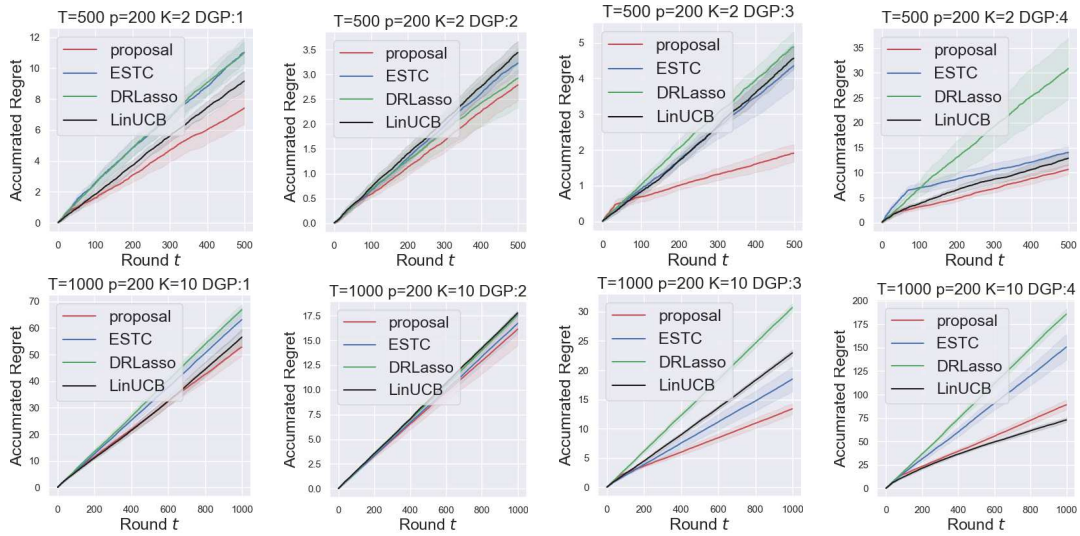 T=500 p=200 K=2 DGP:1
Accumrated Regret
12
10
8
6
4
2
0
proposal
ESTC
DRLasso
LinUCB
0 100 200 300 400 500
Round t
T=500 p=200 K=2 DGP:2
Accumrated Regret
3.5
3.0
2.5
2.0
1.5
1.0
0.5
0.0
proposal
ESTC
DRLasso
LinUCB
0 100 200 300 400 500
Round t
T=500 p=200 K=2 DGP:3
Accumrated Regret
5
4
3
2
1
0
proposal
ESTC
DRLasso
LinUCB
0 100 200 300 400 500
Round t
T=500 p=200 K=2 DGP:4
Accumrated Regret
35
30
25
20
15
10
5
0
proposal
ESTC
DRLasso
LinUCB
0 100 200 300 400 500
Round t
T=1000 p=200 K=10 DGP:1
Accumrated Regret
70
60
50
40
30
20
10
0
proposal
ESTC
DRLasso
LinUCB
0 200 400 600 800 1000
Round t
T=1000 p=200 K=10 DGP:2
Accumrated Regret
17.5
15.0
12.5
10.0
7.5
5.0
2.5
0.0
proposal
ESTC
DRLasso
LinUCB
0 200 400 600 800 1000
Round t
T=1000 p=200 K=10 DGP:3
Accumrated Regret
30
25
20
15
10
5
0
proposal
ESTC
DRLasso
LinUCB
0 200 400 600 800 1000
Round t
T=1000 p=200 K=10 DGP:4
Accumrated Regret
200
175
150
125
100
75
50
25
0
proposal
ESTC
DRLasso
LinUCB
0 200 400 600 800 1000
Round t